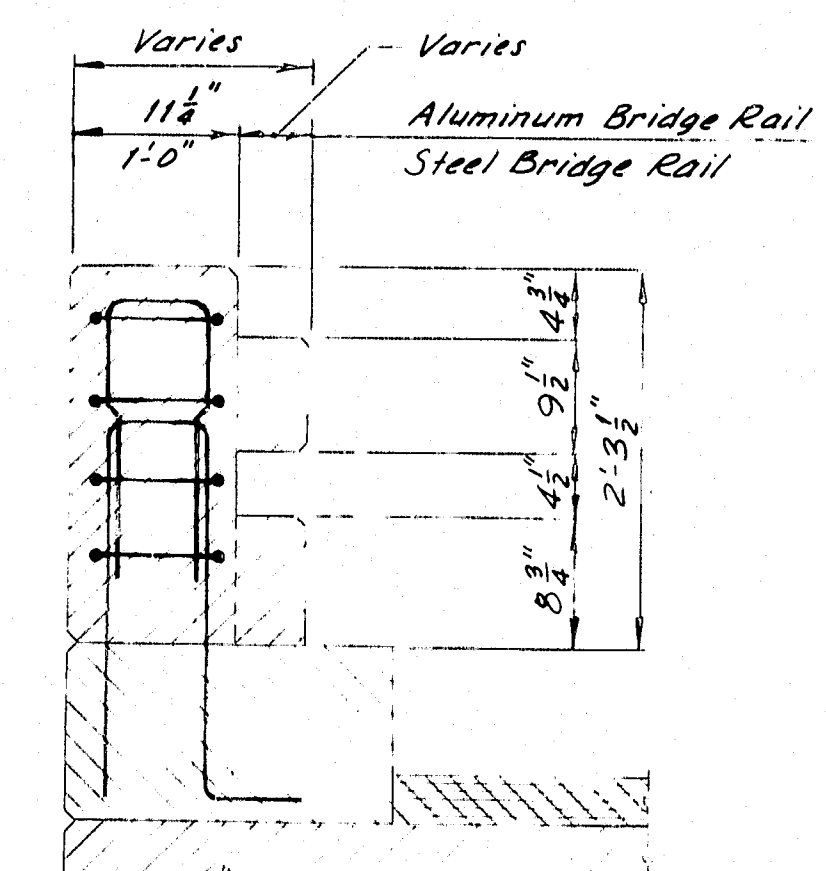 Varies
Varies
11 1/4"
Aluminum Bridge Rail
1'-0"
Steel Bridge Rail
4 3/4"
9 1/2"
4 1/2"
2'-3 1/2"
8 3/4"